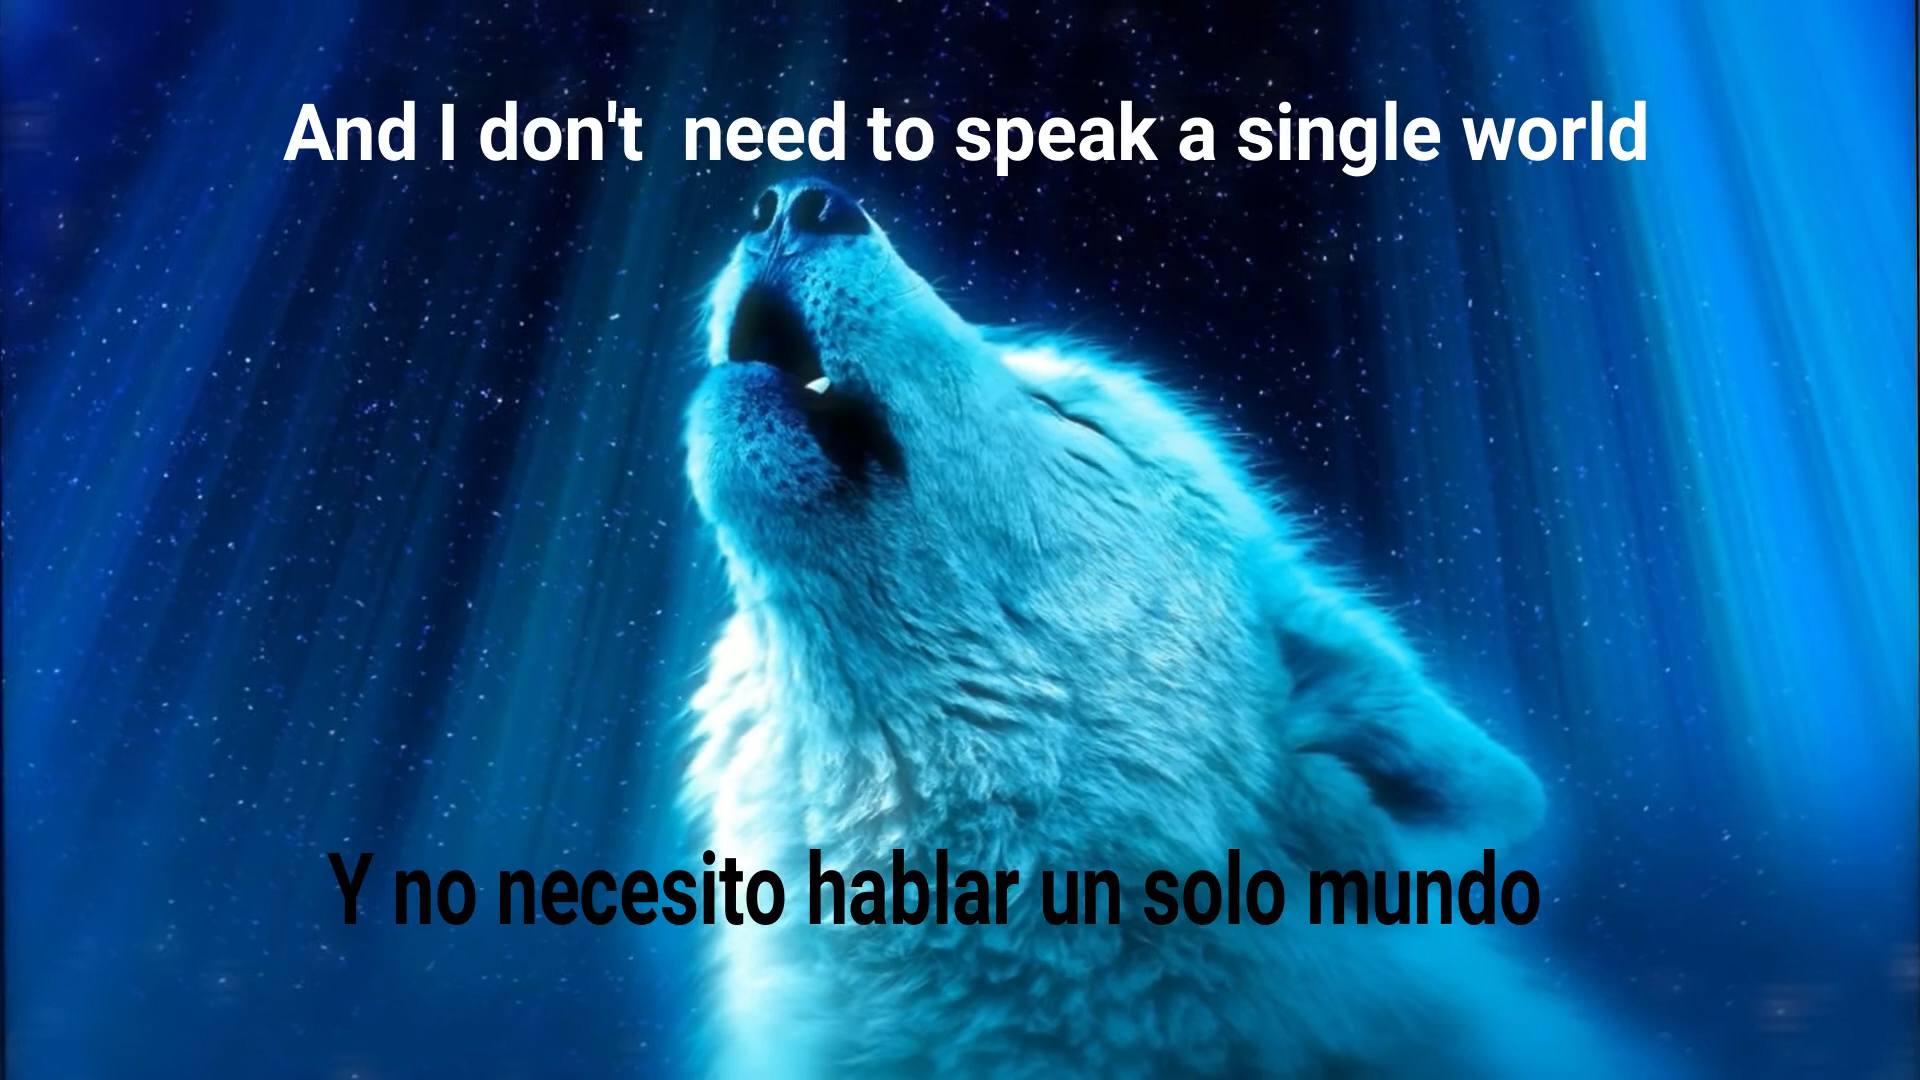 And I don't  need to speak a single world
Y no necesito hablar un solo mundo